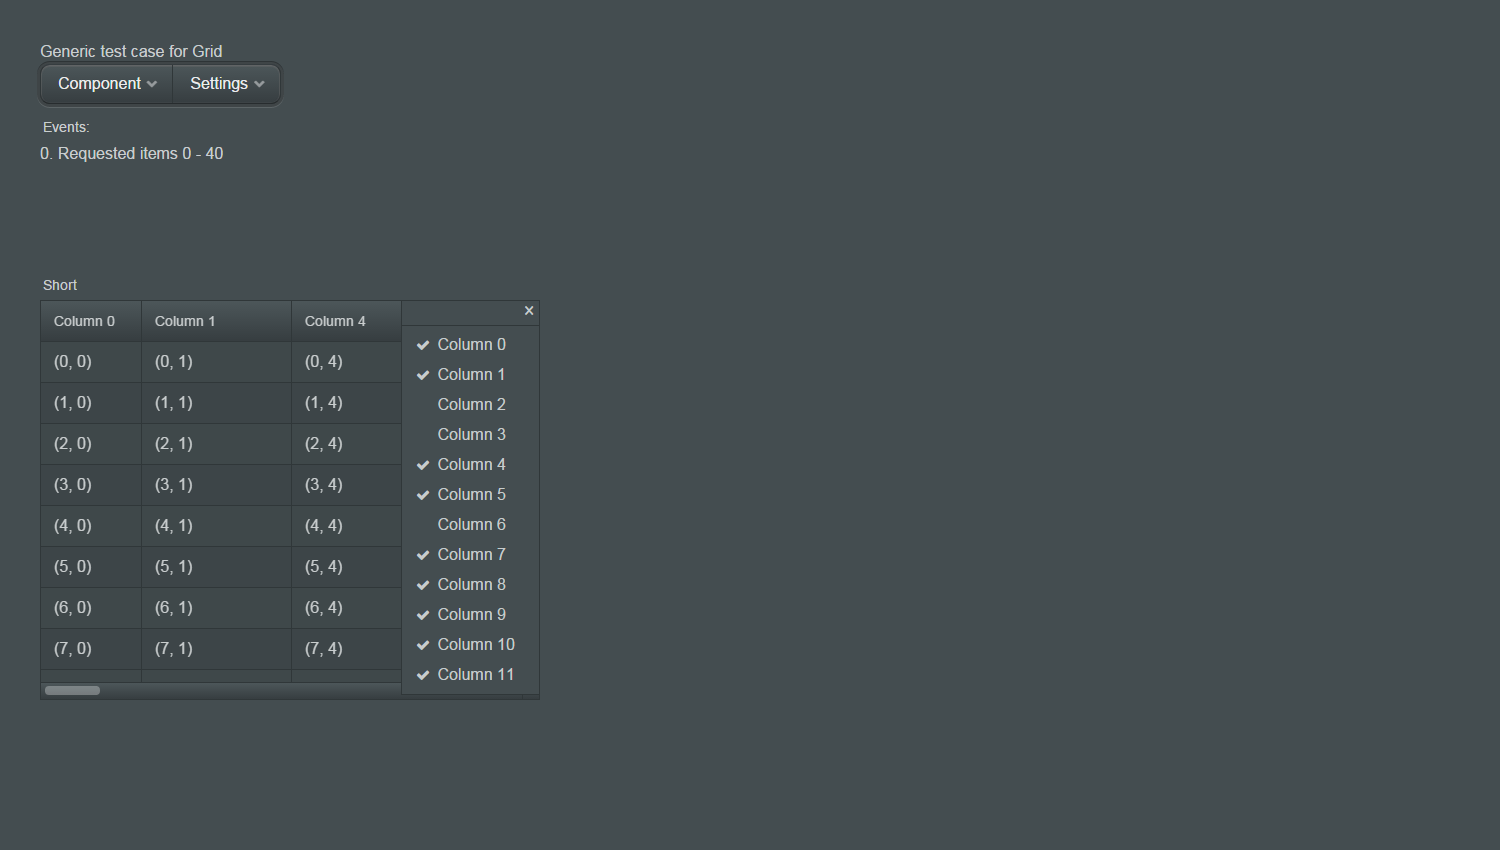 Generic test case for Grid
Component Settings
Events:
0. Requested items 0 - 40
Short
Column 0 Column 1 Column 4 ×
(0, 0) (0, 1) (0, 4)
(1, 0) (1, 1) (1, 4)
(2, 0) (2, 1) (2, 4)
(3, 0) (3, 1) (3, 4)
(4, 0) (4, 1) (4, 4)
(5, 0) (5, 1) (5, 4)
(6, 0) (6, 1) (6, 4)
(7, 0) (7, 1) (7, 4)
Column 0
Column 1
Column 2
Column 3
Column 4
Column 5
Column 6
Column 7
Column 8
Column 9
Column 10
Column 11